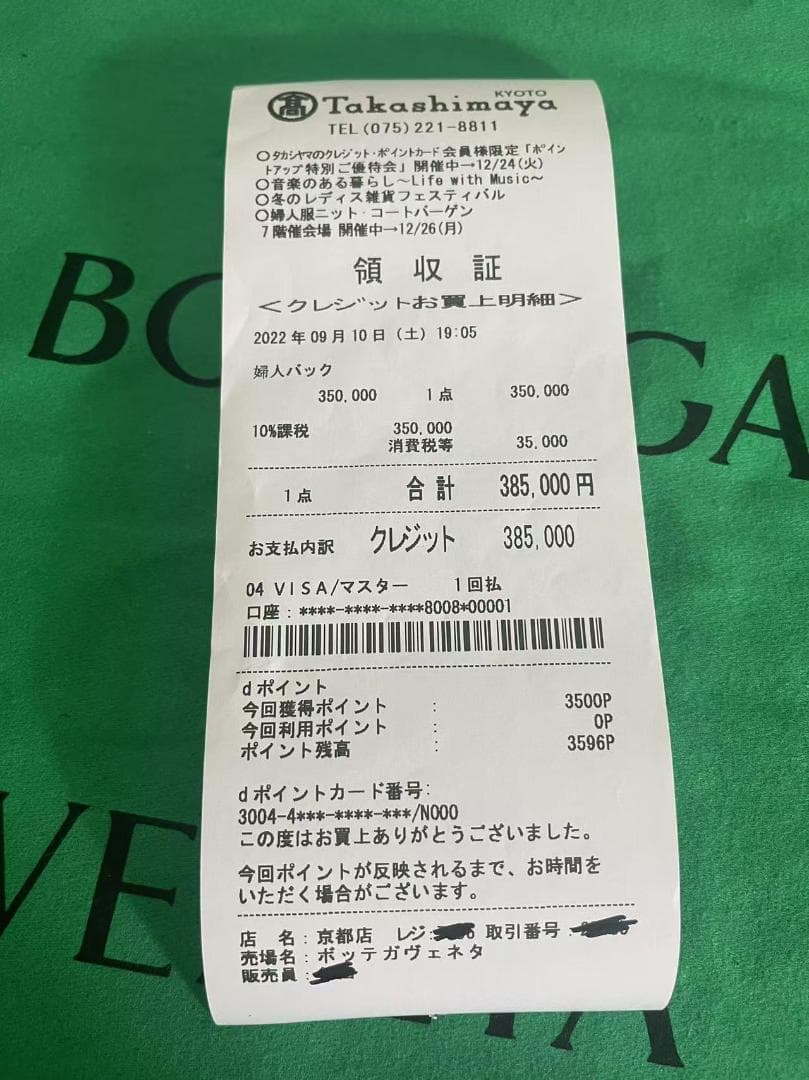 KYOTO
髙 Takashimaya
TEL (075) 221-8811
○タカシヤマのクレジット・ポイントカード会員様限定「ポイン
トアップ特別ご優待会」開催中→12/24(火)
○音楽のある暮らし~Life with Music~
○冬のレディス雑貨フェスティバル
○婦人服ニット・コートバーゲン
7階催会場 開催中→12/26(月)
領収証
<クレジットお買上明細>
2022年09月10日 (土) 19:05
婦人バック
350,000 1点 350,000
10%課税 350,000
消費税等 35,000
1点 合計 385,000円
お支払内訳 クレジット 385,000
04 VISA/マスター 1回払
口座:****-****-****8008*00001
dポイント
今回獲得ポイント : 3500P
今回利用ポイント : 0P
ポイント残高 : 3596P
dポイントカード番号:
3004-4***-****-***/N000
この度はお買上ありがとうございました。
今回ポイントが反映されるまで、お時間を
いただく場合がございます。
店 名:京都店 レジ: 取引番号
売場名:ボッテガヴェネタ
販売員:
BO GA
VE TA